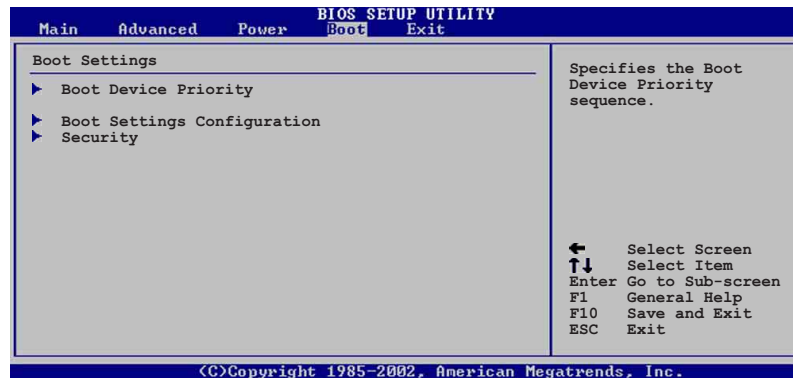 BIOS SETUP UTILITY
Main Advanced Power Boot Exit
Boot Settings
Boot Device Priority
Boot Settings Configuration
Security
Specifies the Boot
Device Priority
sequence.
← Select Screen
↑↓ Select Item
Enter Go to Sub-screen
F1 General Help
F10 Save and Exit
ESC Exit
(C)Copyright 1985-2002, American Megatrends, Inc.